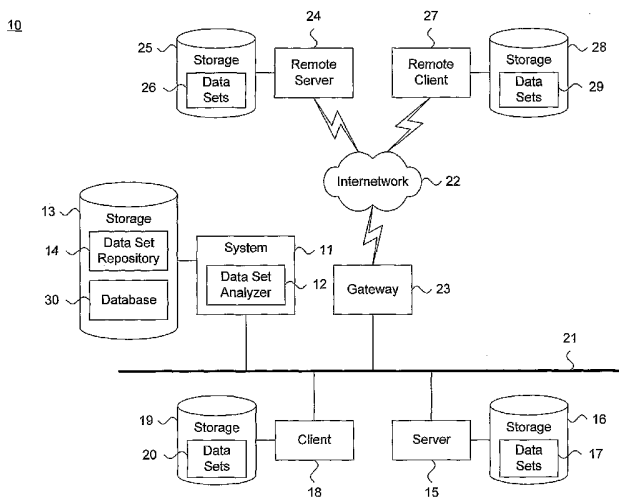 10
24
27
25
28
Storage
Remote
Server
Remote
Client
Storage
26
Data
Sets
Data
Sets
29
Internetwork
22
13
Storage
System
11
14
Data Set
Repository
Data Set
Analyzer
12
Gateway
23
30
Database
21
19
16
Storage
Client
Server
Storage
20
Data
Sets
Data
Sets
17
18
15